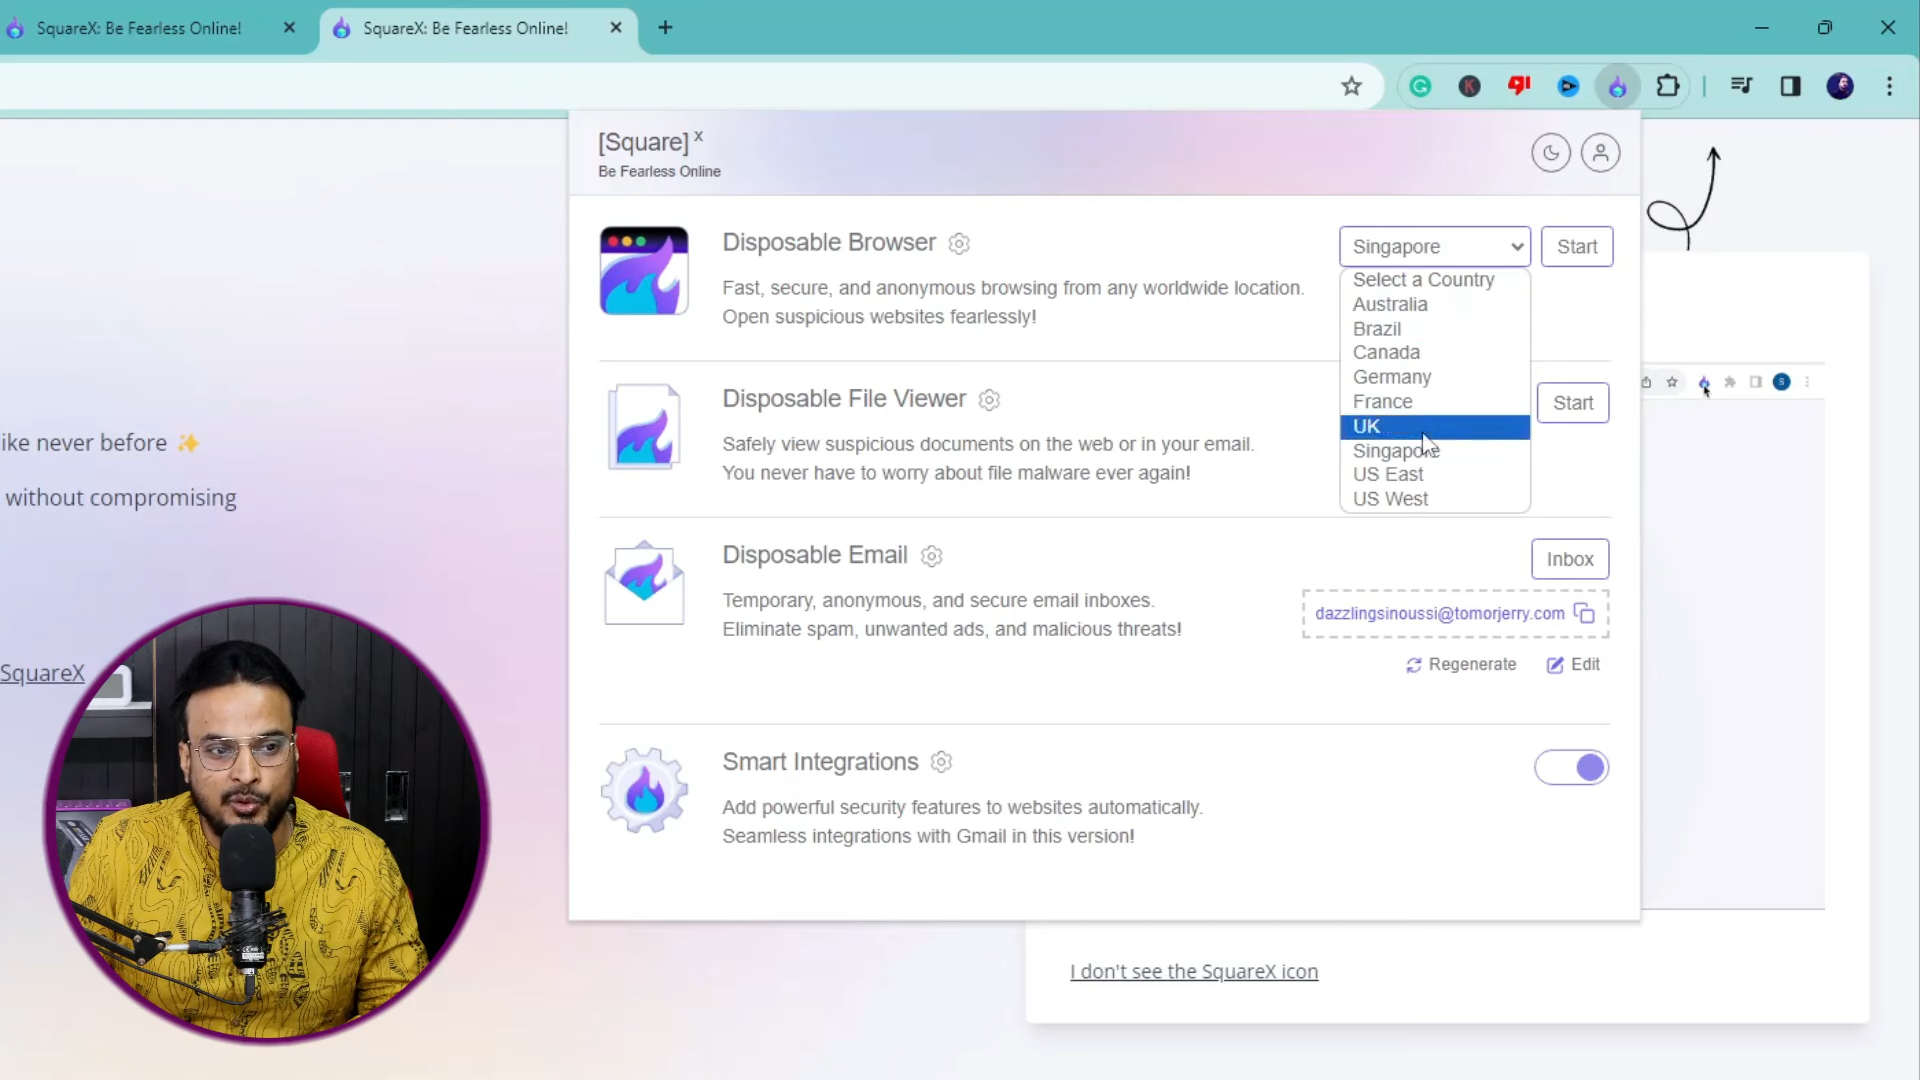 SquareX: Be Fearless Online!
SquareX: Be Fearless Online!
[Square] x
Be Fearless Online
Disposable Browser
Fast, secure, and anonymous browsing from any worldwide location.
Open suspicious websites fearlessly!
Singapore
Start
Select a Country
Australia
Brazil
Canada
Germany
France
UK
Singapore
US East
US West
Disposable File Viewer
Safely view suspicious documents on the web or in your email.
You never have to worry about file malware ever again!
Start
ike never before ✨
without compromising
SquareX
Disposable Email
Temporary, anonymous, and secure email inboxes.
Eliminate spam, unwanted ads, and malicious threats!
Inbox
dazzlingsinoussi@tomorjerry.com
Regenerate
Edit
Smart Integrations
Add powerful security features to websites automatically.
Seamless integrations with Gmail in this version!
I don't see the SquareX icon